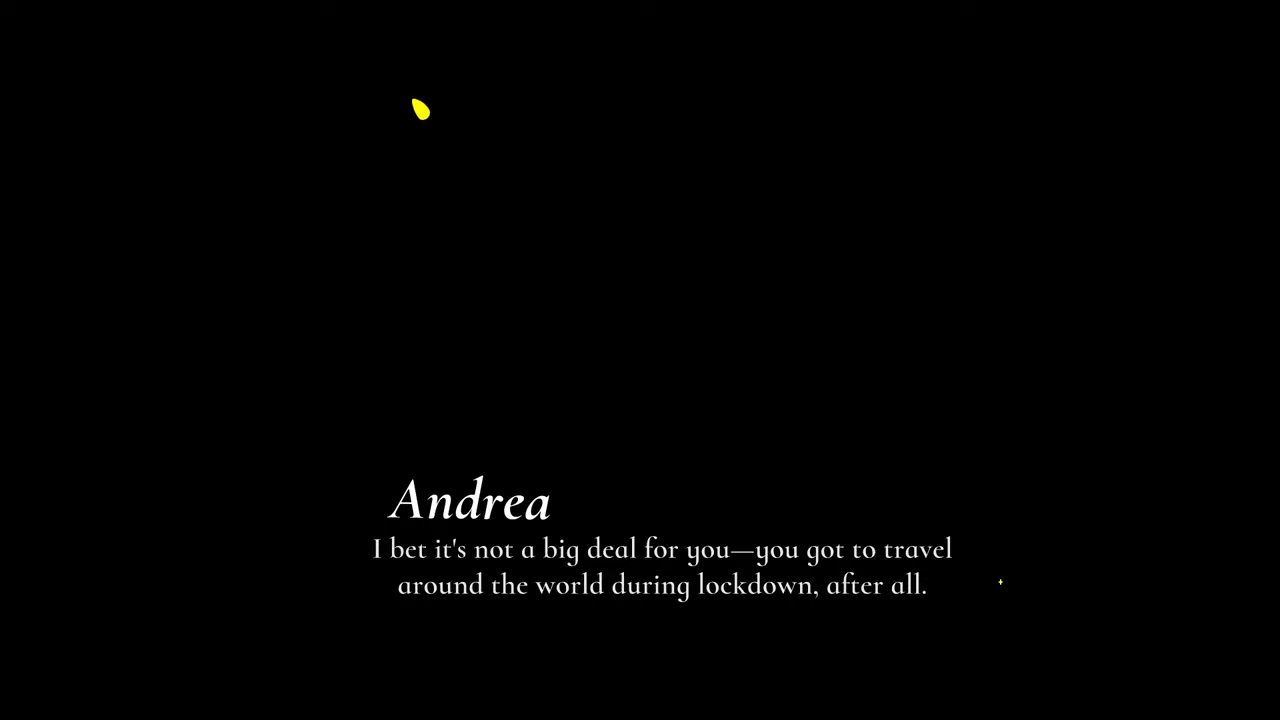 Andrea
I bet it's not a big deal for you—you got to travel
around the world during lockdown, after all.